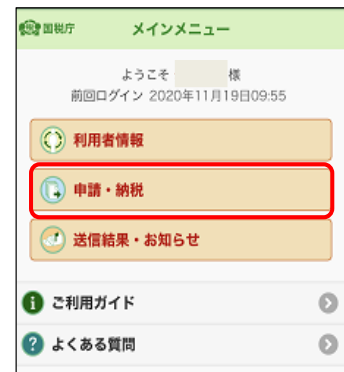 国税庁 メインメニュー
ようこそ 様
前回ログイン 2020年11月19日09:55
利用者情報
申請・納税
送信結果・お知らせ
ご利用ガイド
よくある質問